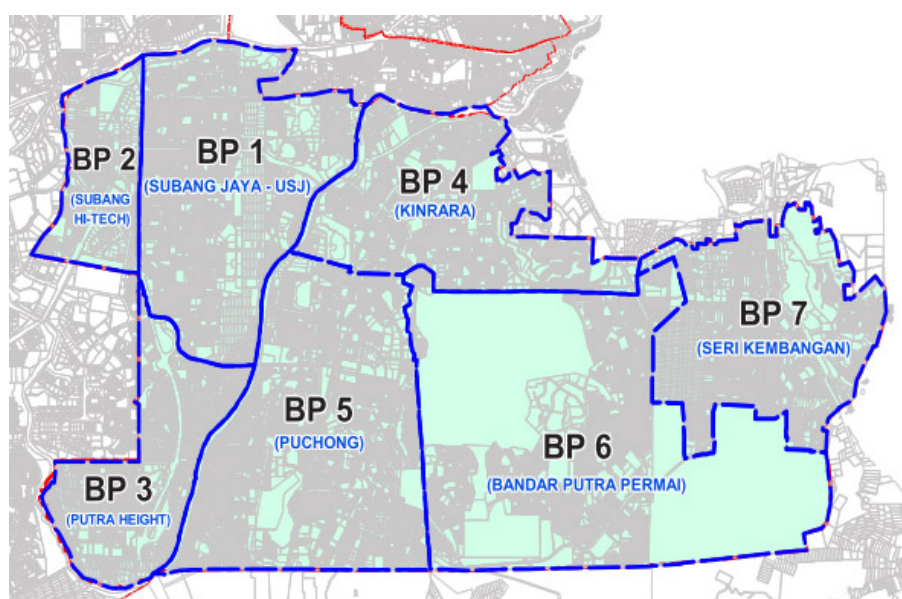 BP 2
(SUBANG
HI-TECH)
BP 1
(SUBANG JAYA - USJ)
BP 4
(KINRARA)
BP 7
(SERI KEMBANGAN)
BP 5
(PUCHONG)
BP 6
(BANDAR PUTRA PERMAI)
BP 3
(PUTRA HEIGHT)